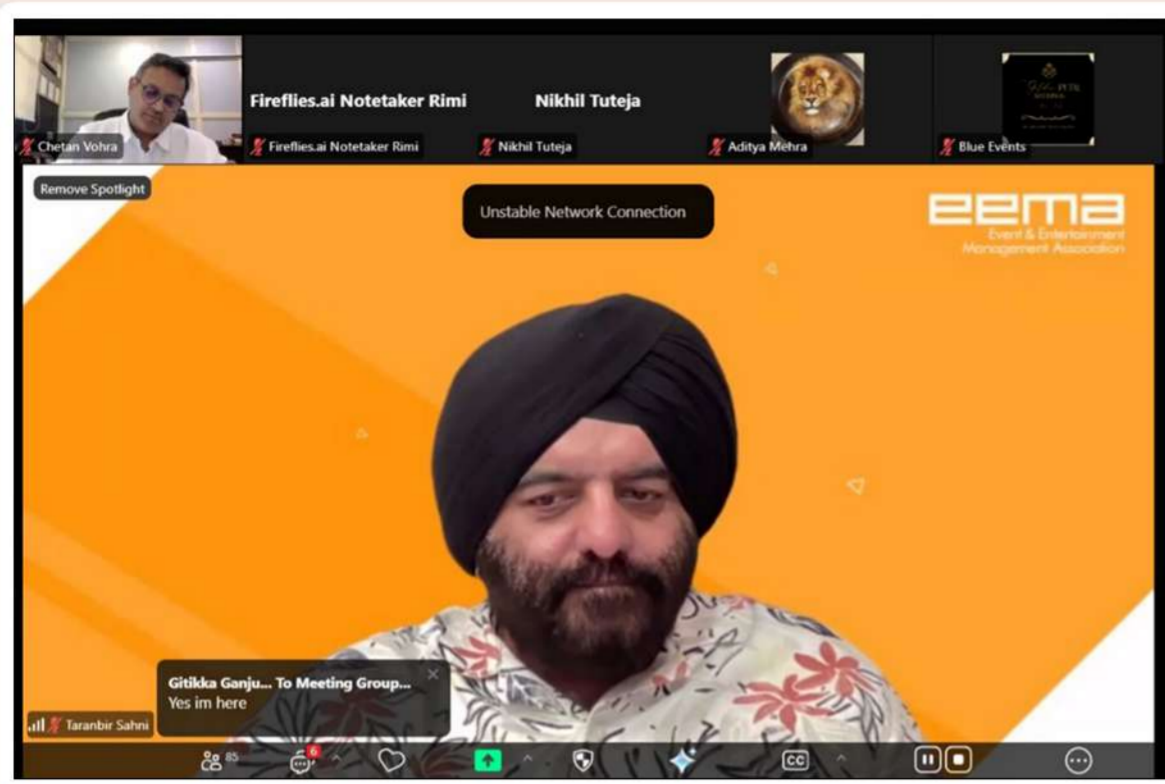 Fireflies.ai Notetaker Rimi
Nikhil Tuteja
Chetan Vohra
Fireflies.ai Notetaker Rimi
Nikhil Tuteja
Aditya Mehra
Blue Events
Remove Spotlight
Unstable Network Connection
eema
Event & Entertainment
Management Association
Gitikka Ganju... To Meeting Group...
Yes im here
Taranbir Sahni
85
6
CC